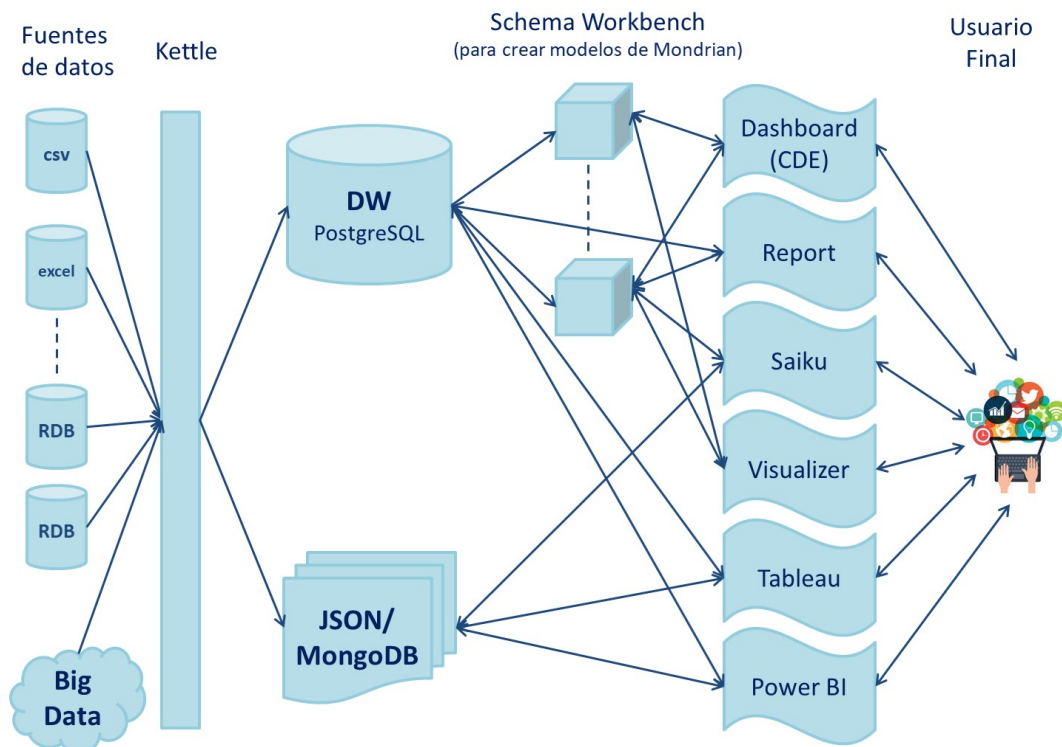 Fuentes
de datos
Kettle
Schema Workbench
(para crear modelos de Mondrian)
Usuario
Final
csv
excel
RDB
RDB
Big
Data
DW
PostgreSQL
JSON/
MongoDB
Dashboard
(CDE)
Report
Saiku
Visualizer
Tableau
Power BI